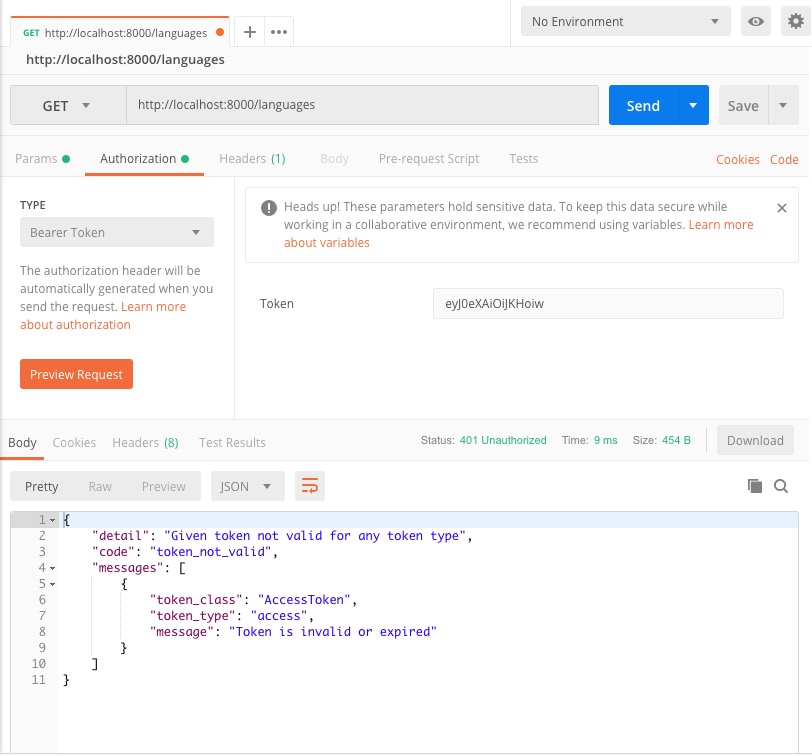 GET http://localhost:8000/languages
No Environment
http://localhost:8000/languages
GET http://localhost:8000/languages Send Save
Params Authorization Headers (1) Body Pre-request Script Tests Cookies Code
TYPE
Bearer Token
The authorization header will be
automatically generated when you
send the request. Learn more
about authorization
Preview Request
Heads up! These parameters hold sensitive data. To keep this data secure while
working in a collaborative environment, we recommend using variables. Learn more
about variables
Token eyJ0eXAiOiJKHoiw
Body Cookies Headers (8) Test Results Status: 401 Unauthorized Time: 9 ms Size: 454 B Download
Pretty Raw Preview JSON
1 {
2 "detail": "Given token not valid for any token type",
3 "code": "token_not_valid",
4 "messages": [
5 {
6 "token_class": "AccessToken",
7 "token_type": "access",
8 "message": "Token is invalid or expired"
9 }
10 ]
11 }